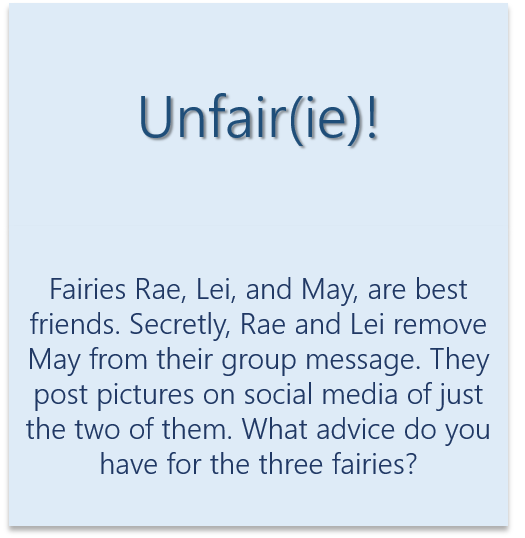 Unfair(ie)!
Fairies Rae, Lei, and May, are best
friends. Secretly, Rae and Lei remove
May from their group message. They
post pictures on social media of just
the two of them. What advice do you
have for the three fairies?